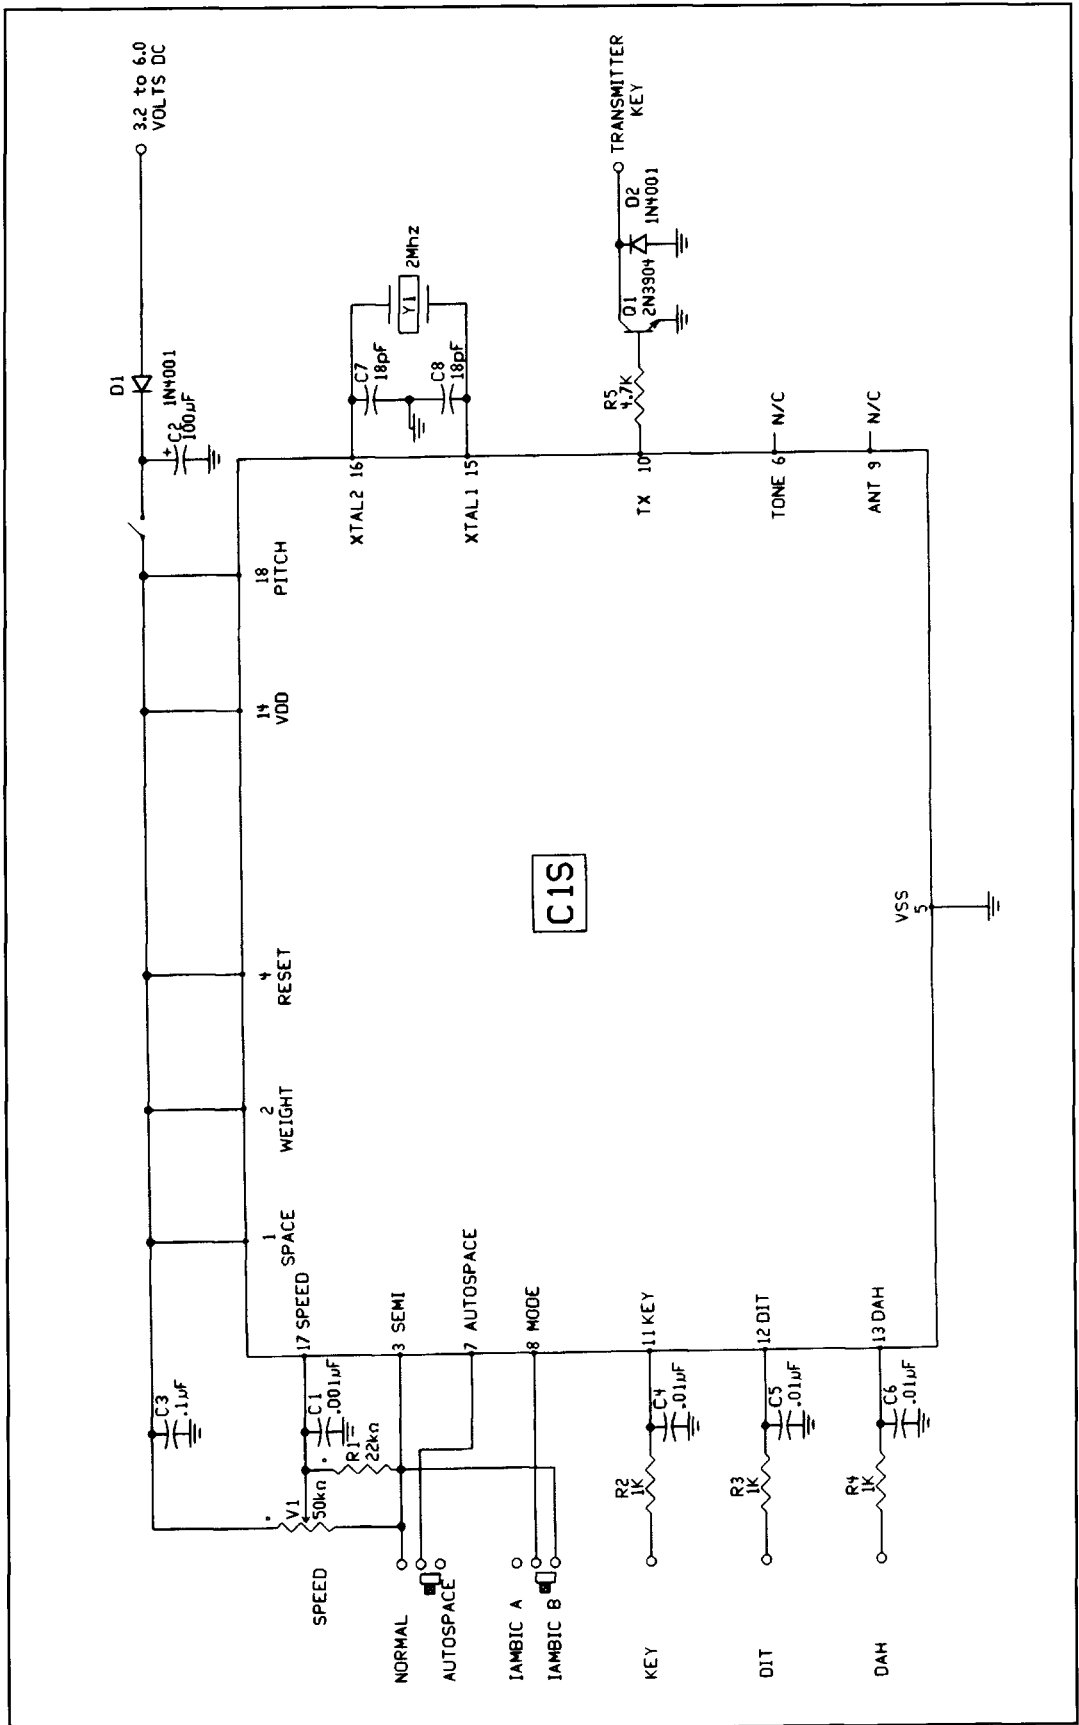 3.2 to 6.0
VOLTS DC
D1
1N4001
+
C2
100µF
C3
.1µF
1
SPACE
2
WEIGHT
4
RESET
14
VDD
18
PITCH
V1
50kΩ
SPEED
R1
22kΩ
C1
.001µF
17 SPEED
3 SEMI
7 AUTOSPACE
8 MODE
NORMAL
AUTOSPACE
IAMBIC A
IAMBIC B
KEY
R2
1K
C4
.01µF
11 KEY
DIT
R3
1K
C5
.01µF
12 DIT
DAH
R4
1K
C6
.01µF
13 DAH
C1S
VSS
5
XTAL2 16
XTAL1 15
C7
18pF
C8
18pF
Y1
2Mhz
TX 10
R5
4.7K
Q1
2N3904
D2
1N4001
TRANSMITTER
KEY
TONE 6
N/C
ANT 9
N/C